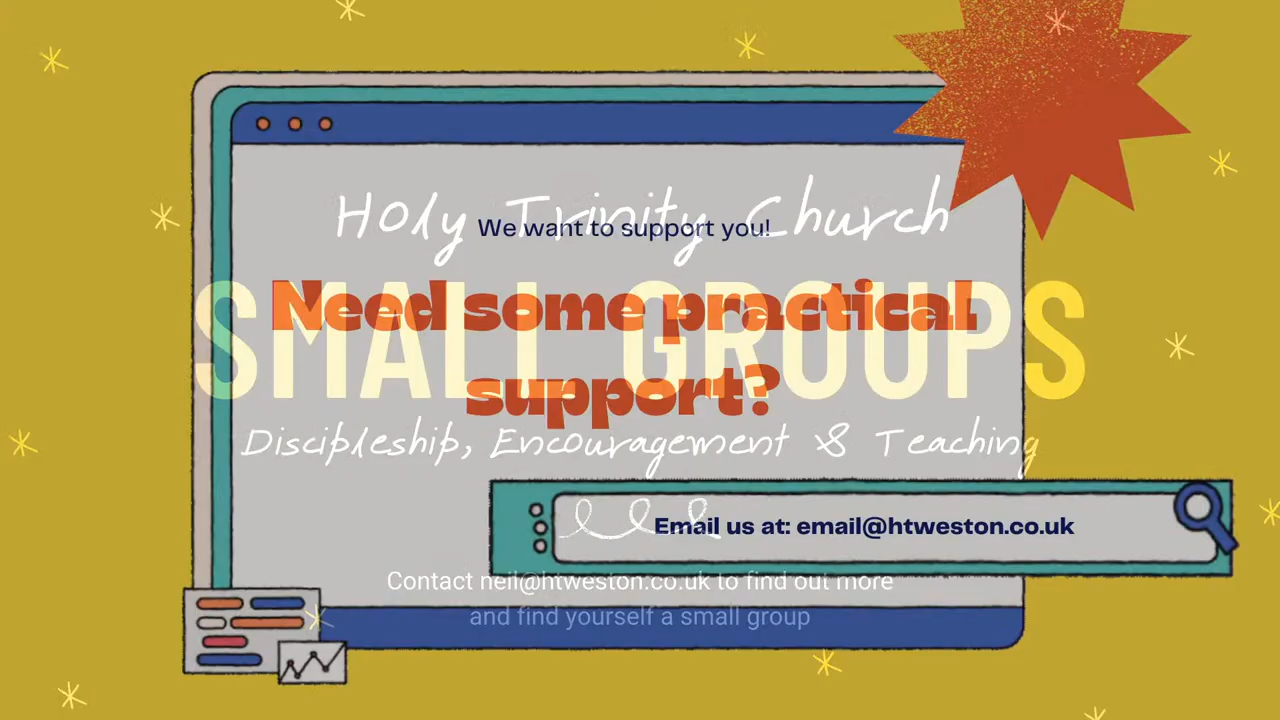 Holy Trinity Church
We want to support you!
SMALL GROUPS
Need some practical
support?
Discipleship, Encouragement & Teaching
Email us at: email@htweston.co.uk
Contact neil@htweston.co.uk to find out more
and find yourself a small group